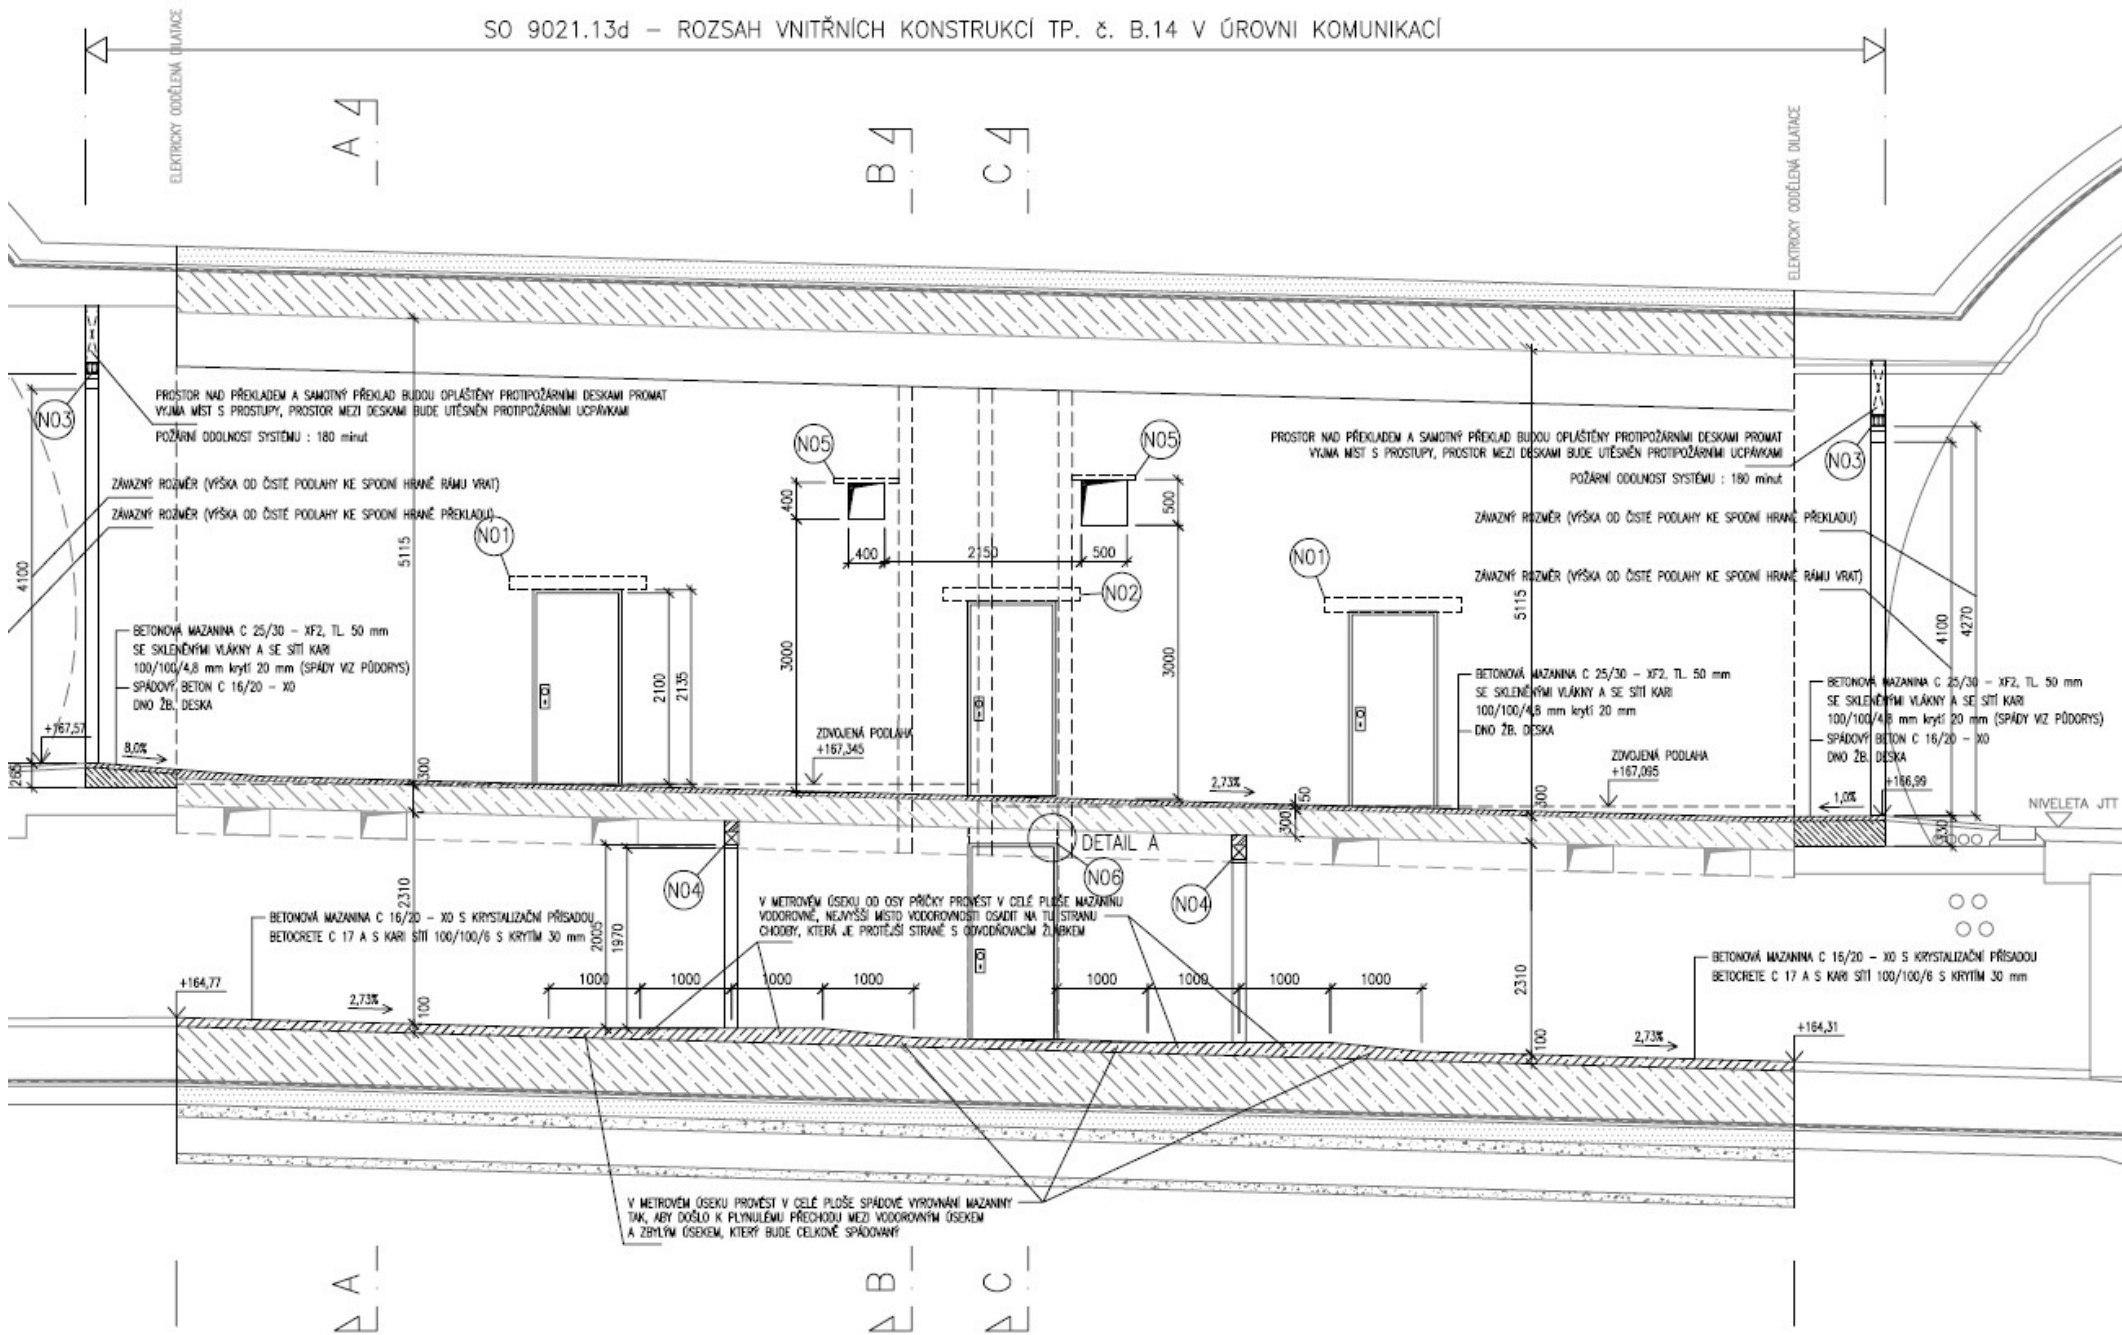 SO 9021.13d – ROZSAH VNITŘNÍCH KONSTRUKCÍ TP. č. B.14 V ÚROVNI KOMUNIKACÍ
ELEKTRICKY ODDĚLENÁ DILATACE
A
B
C
ELEKTRICKY ODDĚLENÁ DILATACE
PROSTOR NAD PŘEKLADEM A SAMOTNÝ PŘEKLAD BUDOU OPLÁŠTĚNY PROTIPOŽÁRNÍMI DESKAMI PROMAT
VYJMA MÍST S PROSTUPY, PROSTOR MEZI DESKAMI BUDE UTĚSNĚN PROTIPOŽÁRNÍMI UCPÁVKAMI
POŽÁRNÍ ODOLNOST SYSTÉMU : 180 minut
N03
ZÁVAZNÝ ROZMĚR (VÝŠKA OD ČISTÉ PODLAHY KE SPODNÍ HRANĚ RÁMU VRAT)
ZÁVAZNÝ ROZMĚR (VÝŠKA OD ČISTÉ PODLAHY KE SPODNÍ HRANĚ PŘEKLADU)
4100
5115
N01
N05
400
3000
400
2150
500
N05
500
3000
N02
N01
PROSTOR NAD PŘEKLADEM A SAMOTNÝ PŘEKLAD BUDOU OPLÁŠTĚNY PROTIPOŽÁRNÍMI DESKAMI PROMAT
VYJMA MÍST S PROSTUPY, PROSTOR MEZI DESKAMI BUDE UTĚSNĚN PROTIPOŽÁRNÍMI UCPÁVKAMI
POŽÁRNÍ ODOLNOST SYSTÉMU : 180 minut
N03
ZÁVAZNÝ ROZMĚR (VÝŠKA OD ČISTÉ PODLAHY KE SPODNÍ HRANĚ PŘEKLADU)
ZÁVAZNÝ ROZMĚR (VÝŠKA OD ČISTÉ PODLAHY KE SPODNÍ HRANĚ RÁMU VRAT)
5115
4100
4270
BETONOVÁ MAZANINA C 25/30 – XF2, TL. 50 mm
SE SKLENĚNÝMI VLÁKNY A SE SÍTÍ KARI
100/100/4,8 mm krytí 20 mm (SPÁDY VIZ PŮDORYS)
SPÁDOVÝ BETON C 16/20 – X0
DNO ŽB. DESKA
+167,57
8,0%
265
300
2100
2135
ZDVOJENÁ PODLAHA
+167,345
2,73%
50
300
BETONOVÁ MAZANINA C 25/30 – XF2, TL. 50 mm
SE SKLENĚNÝMI VLÁKNY A SE SÍTÍ KARI
100/100/4,8 mm krytí 20 mm
DNO ŽB. DESKA
ZDVOJENÁ PODLAHA
+167,095
300
BETONOVÁ MAZANINA C 25/30 – XF2, TL. 50 mm
SE SKLENĚNÝMI VLÁKNY A SE SÍTÍ KARI
100/100/4,8 mm krytí 20 mm (SPÁDY VIZ PŮDORYS)
SPÁDOVÝ BETON C 16/20 – X0
DNO ŽB. DESKA
+166,99
1,0%
330
NIVELETA JTT
DETAIL A
N04
N06
N04
2310
BETONOVÁ MAZANINA C 16/20 – X0 S KRYSTALIZAČNÍ PŘÍSADOU
BETOCRETE C 17 A S KARI SÍTÍ 100/100/6 S KRYTÍM 30 mm
2005
1970
V METROVÉM ÚSEKU OD OSY PŘÍČKY PROVÉST V CELÉ PLOŠE MAZANINU
VODOROVNĚ, NEJVYŠŠÍ MÍSTO VODOROVNOSTI OSADIT NA TU STRANU
CHODBY, KTERÁ JE PROTĚJŠÍ STRANĚ S ODVODŇOVACÍM ŽLÁBKEM
1000
1000
1000
1000
1000
1000
1000
1000
2310
BETONOVÁ MAZANINA C 16/20 – X0 S KRYSTALIZAČNÍ PŘÍSADOU
BETOCRETE C 17 A S KARI SÍTÍ 100/100/6 S KRYTÍM 30 mm
+164,77
2,73%
100
2,73%
100
+164,31
V METROVÉM ÚSEKU PROVÉST V CELÉ PLOŠE SPÁDOVÉ VYROVNÁNÍ MAZANINY
TAK, ABY DOŠLO K PLYNULÉMU PŘECHODU MEZI VODOROVNÝM ÚSEKEM
A ZBYLÝM ÚSEKEM, KTERÝ BUDE CELKOVĚ SPÁDOVANÝ
A
B
C